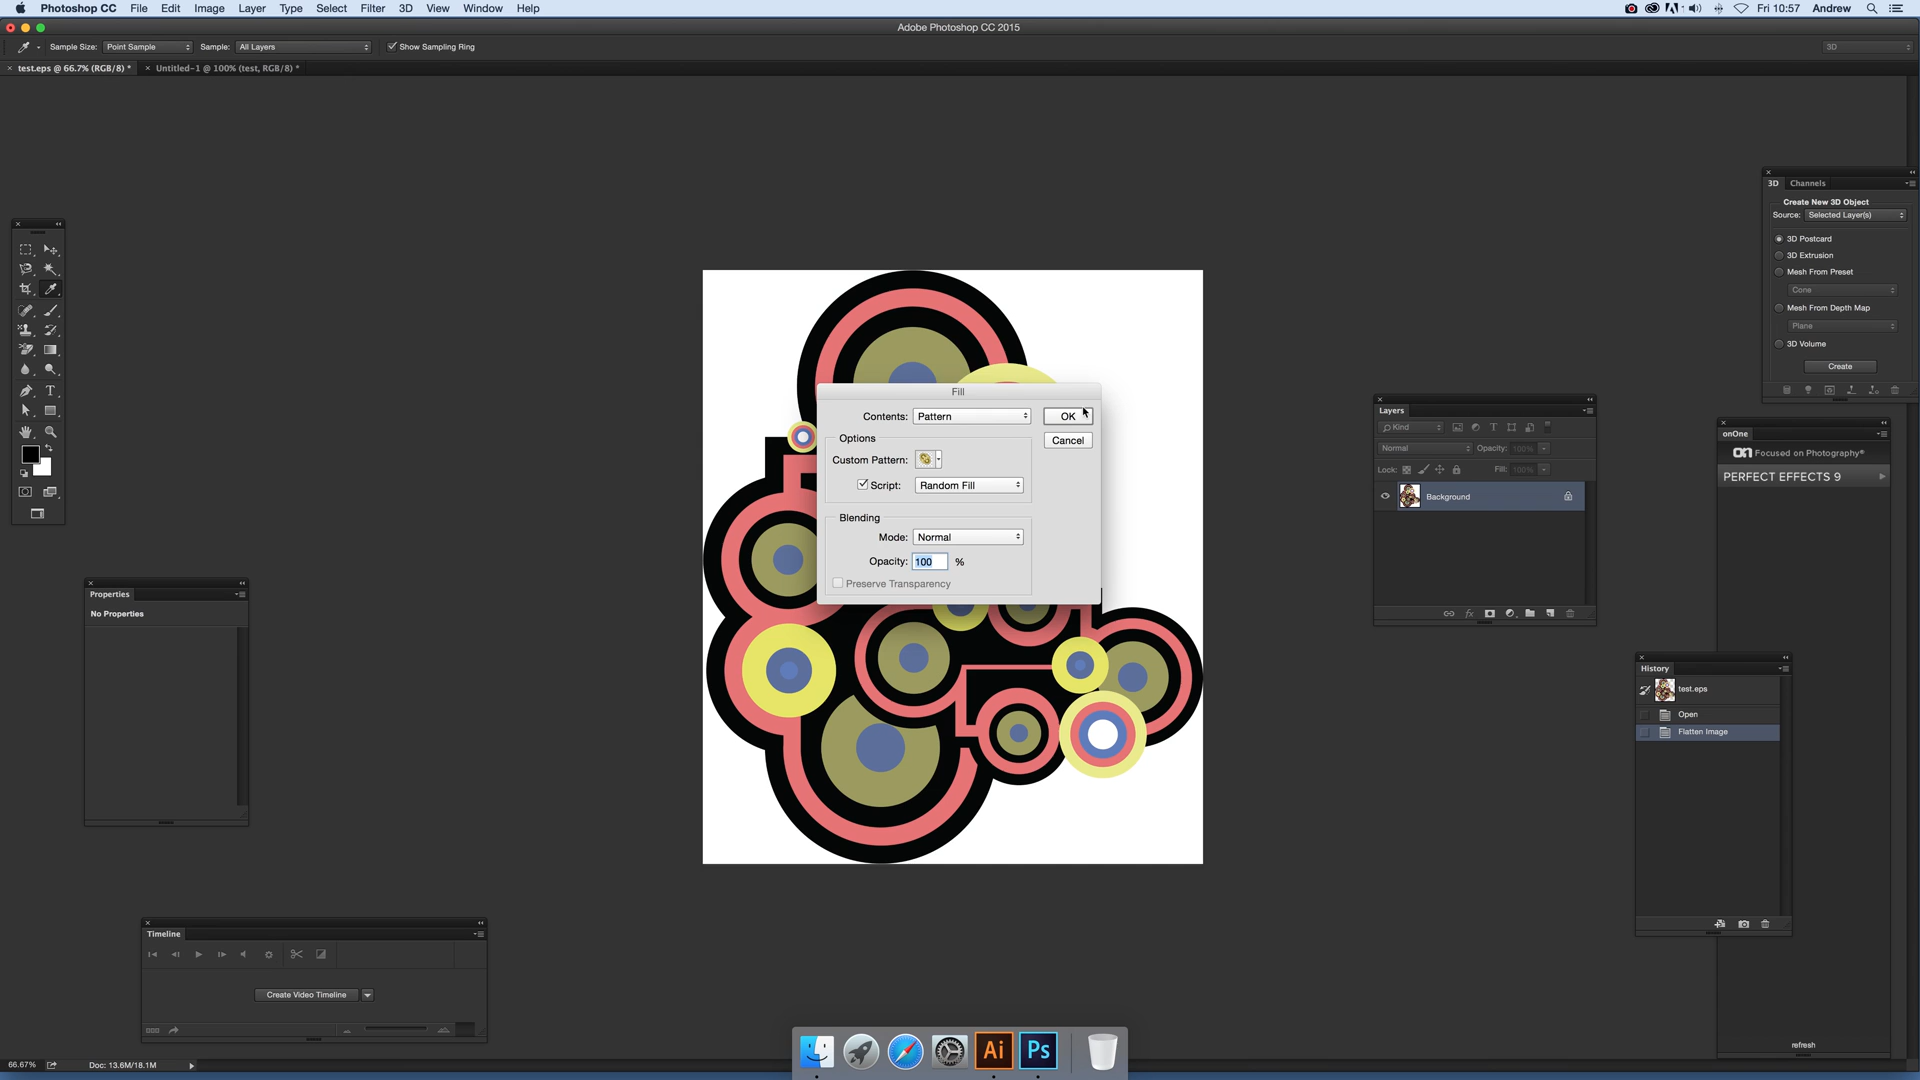 Photoshop CC File Edit Image Layer Type Select Filter 3D View Window Help Fri 10:57 Andrew
Adobe Photoshop CC 2015
Sample Size: Point Sample Sample: All Layers Show Sampling Ring 3D
test.eps @ 66.7% (RGB/8) * Untitled-1 @ 100% (test, RGB/8) *
3D Channels
Create New 3D Object
Source: Selected Layer(s)
3D Postcard
3D Extrusion
Mesh From Preset
Cone
Mesh From Depth Map
Plane
3D Volume
Create
Fill
Contents: Pattern OK
Options Cancel
Custom Pattern:
Script: Random Fill
Blending
Mode: Normal
Opacity: 100 %
Preserve Transparency
Layers
Kind
Normal Opacity: 100%
Lock: Fill: 100%
Background
onOne
on Focused on Photography®
PERFECT EFFECTS 9
refresh
Properties
No Properties
History
test.eps
Open
Flatten Image
Timeline
Create Video Timeline
Ai Ps
66.67% Doc: 13.6M/18.1M